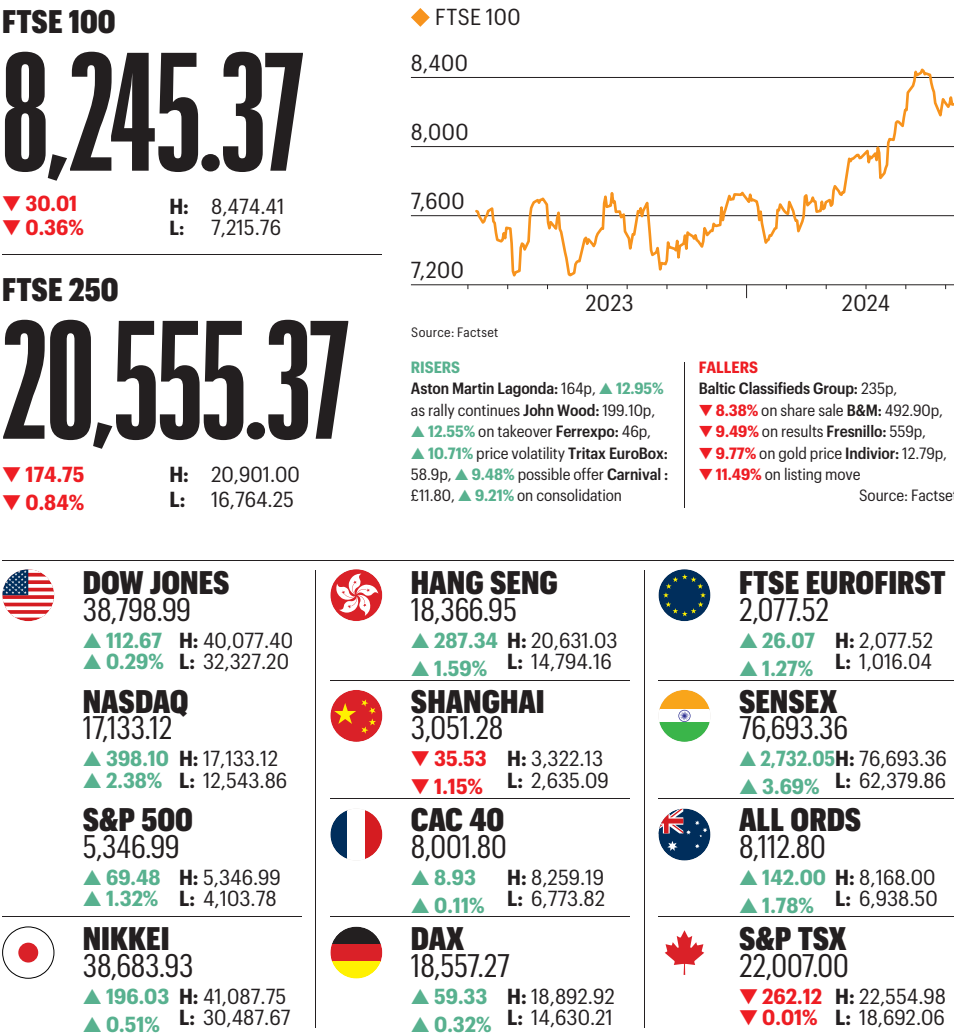 FTSE 100
8,245.37
▼ 30.01
▼ 0.36%
H: 8,474.41
L: 7,215.76
FTSE 250
20,555.37
▼ 174.75
▼ 0.84%
H: 20,901.00
L: 16,764.25
FTSE 100
8,400
8,000
7,600
7,200
2023 2024
Source: Factset
RISERS
Aston Martin Lagonda: 164p, ▲ 12.95%
as rally continues John Wood: 199.10p,
▲ 12.55% on takeover Ferrexpo: 46p,
▲ 10.71% price volatility Tritax EuroBox:
58.9p, ▲ 9.48% possible offer Carnival :
£11.80, ▲ 9.21% on consolidation
FALLERS
Baltic Classifieds Group: 235p,
▼ 8.38% on share sale B&M: 492.90p,
▼ 9.49% on results Fresnillo: 559p,
▼ 9.77% on gold price Indivior: 12.79p,
▼ 11.49% on listing move
Source: Factset
DOW JONES
38,798.99
▲ 112.67 H: 40,077.40
▲ 0.29% L: 32,327.20
NASDAQ
17,133.12
▲ 398.10 H: 17,133.12
▲ 2.38% L: 12,543.86
S&P 500
5,346.99
▲ 69.48 H: 5,346.99
▲ 1.32% L: 4,103.78
NIKKEI
38,683.93
▲ 196.03 H: 41,087.75
▲ 0.51% L: 30,487.67
HANG SENG
18,366.95
▲ 287.34 H: 20,631.03
▲ 1.59% L: 14,794.16
SHANGHAI
3,051.28
▼ 35.53 H: 3,322.13
▼ 1.15% L: 2,635.09
CAC 40
8,001.80
▲ 8.93 H: 8,259.19
▲ 0.11% L: 6,773.82
DAX
18,557.27
▲ 59.33 H: 18,892.92
▲ 0.32% L: 14,630.21
FTSE EUROFIRST
2,077.52
▲ 26.07 H: 2,077.52
▲ 1.27% L: 1,016.04
SENSEX
76,693.36
▲ 2,732.05 H: 76,693.36
▲ 3.69% L: 62,379.86
ALL ORDS
8,112.80
▲ 142.00 H: 8,168.00
▲ 1.78% L: 6,938.50
S&P TSX
22,007.00
▼ 262.12 H: 22,554.98
▼ 0.01% L: 18,692.06